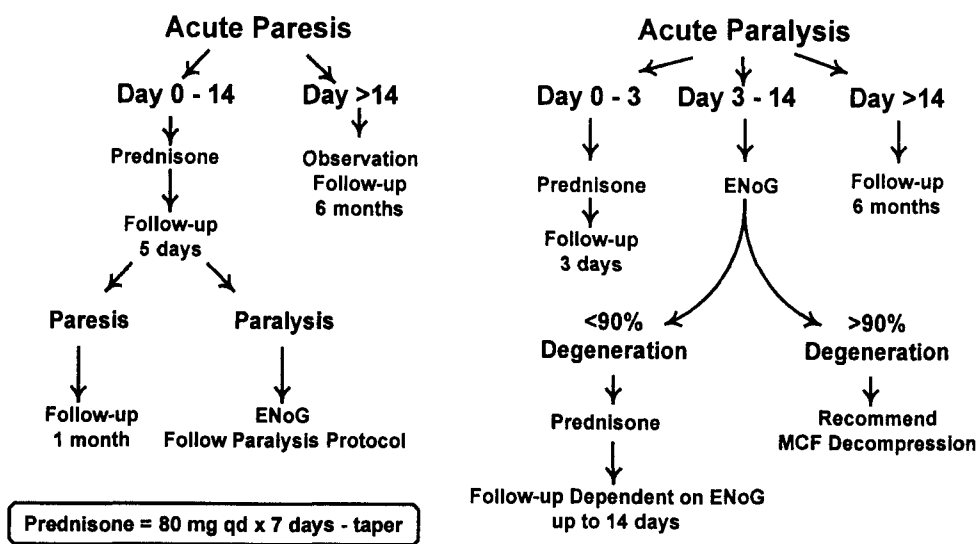 Acute Paresis
Day 0 - 14
Day >14
Prednisone
Observation
Follow-up
6 months
Follow-up
5 days
Paresis
Paralysis
Follow-up
1 month
ENoG
Follow Paralysis Protocol
Prednisone = 80 mg qd x 7 days - taper
Acute Paralysis
Day 0 - 3
Day 3 - 14
Day >14
Prednisone
ENoG
Follow-up
6 months
Follow-up
3 days
<90%
Degeneration
>90%
Degeneration
Prednisone
Recommend
MCF Decompression
Follow-up Dependent on ENoG
up to 14 days